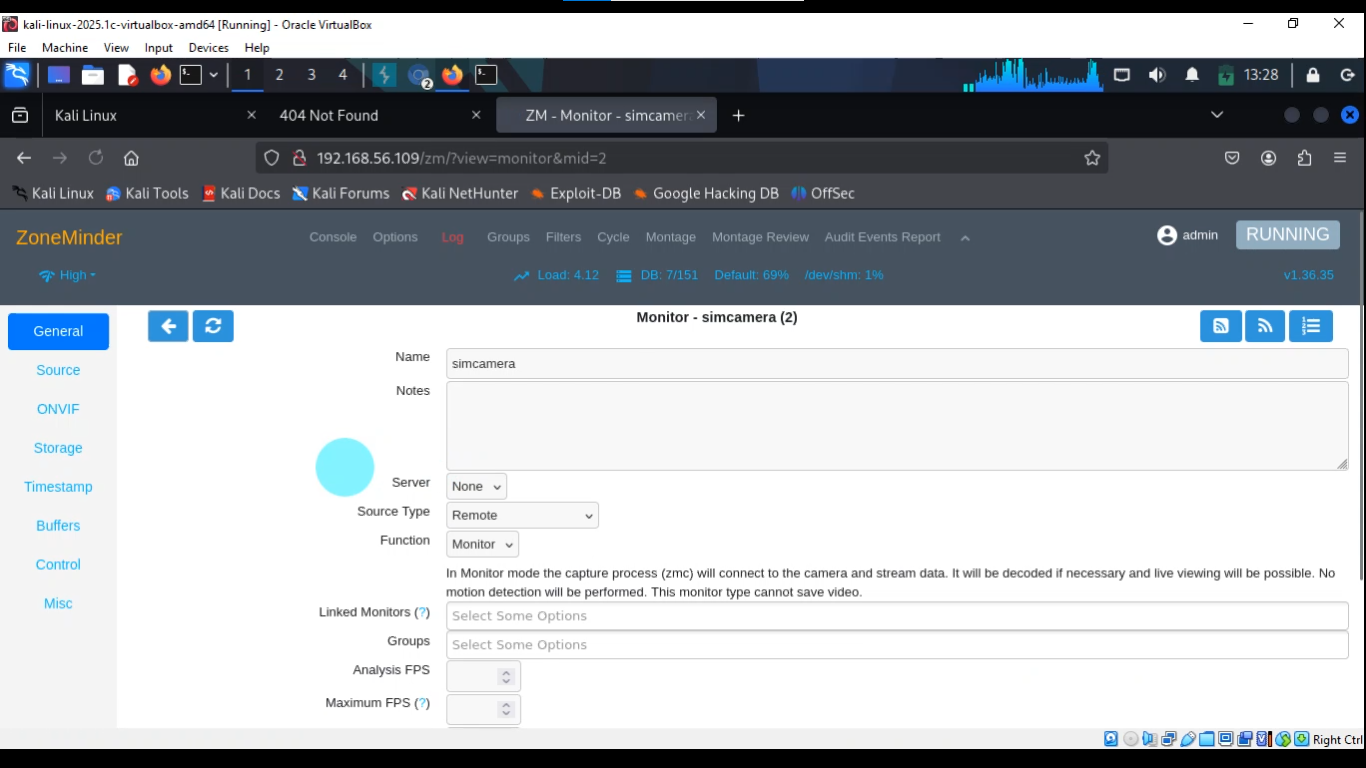 kali-linux-2025.1c-virtualbox-amd64 [Running] - Oracle VirtualBox
File Machine View Input Devices Help
1 2 3 4 2 13:28
Kali Linux 404 Not Found ZM - Monitor - simcamer
192.168.56.109/zm/?view=monitor&mid=2
Kali Linux Kali Tools Kali Docs Kali Forums Kali NetHunter Exploit-DB Google Hacking DB OffSec
ZoneMinder Console Options Log Groups Filters Cycle Montage Montage Review Audit Events Report admin RUNNING
High Load: 4.12 DB: 7/151 Default: 69% /dev/shm: 1% v1.36.35
General
Source
ONVIF
Storage
Timestamp
Buffers
Control
Misc
Monitor - simcamera (2)
Name simcamera
Notes
Server None
Source Type Remote
Function Monitor
In Monitor mode the capture process (zmc) will connect to the camera and stream data. It will be decoded if necessary and live viewing will be possible. No
motion detection will be performed. This monitor type cannot save video.
Linked Monitors (?) Select Some Options
Groups Select Some Options
Analysis FPS
Maximum FPS (?)
Right Ctrl